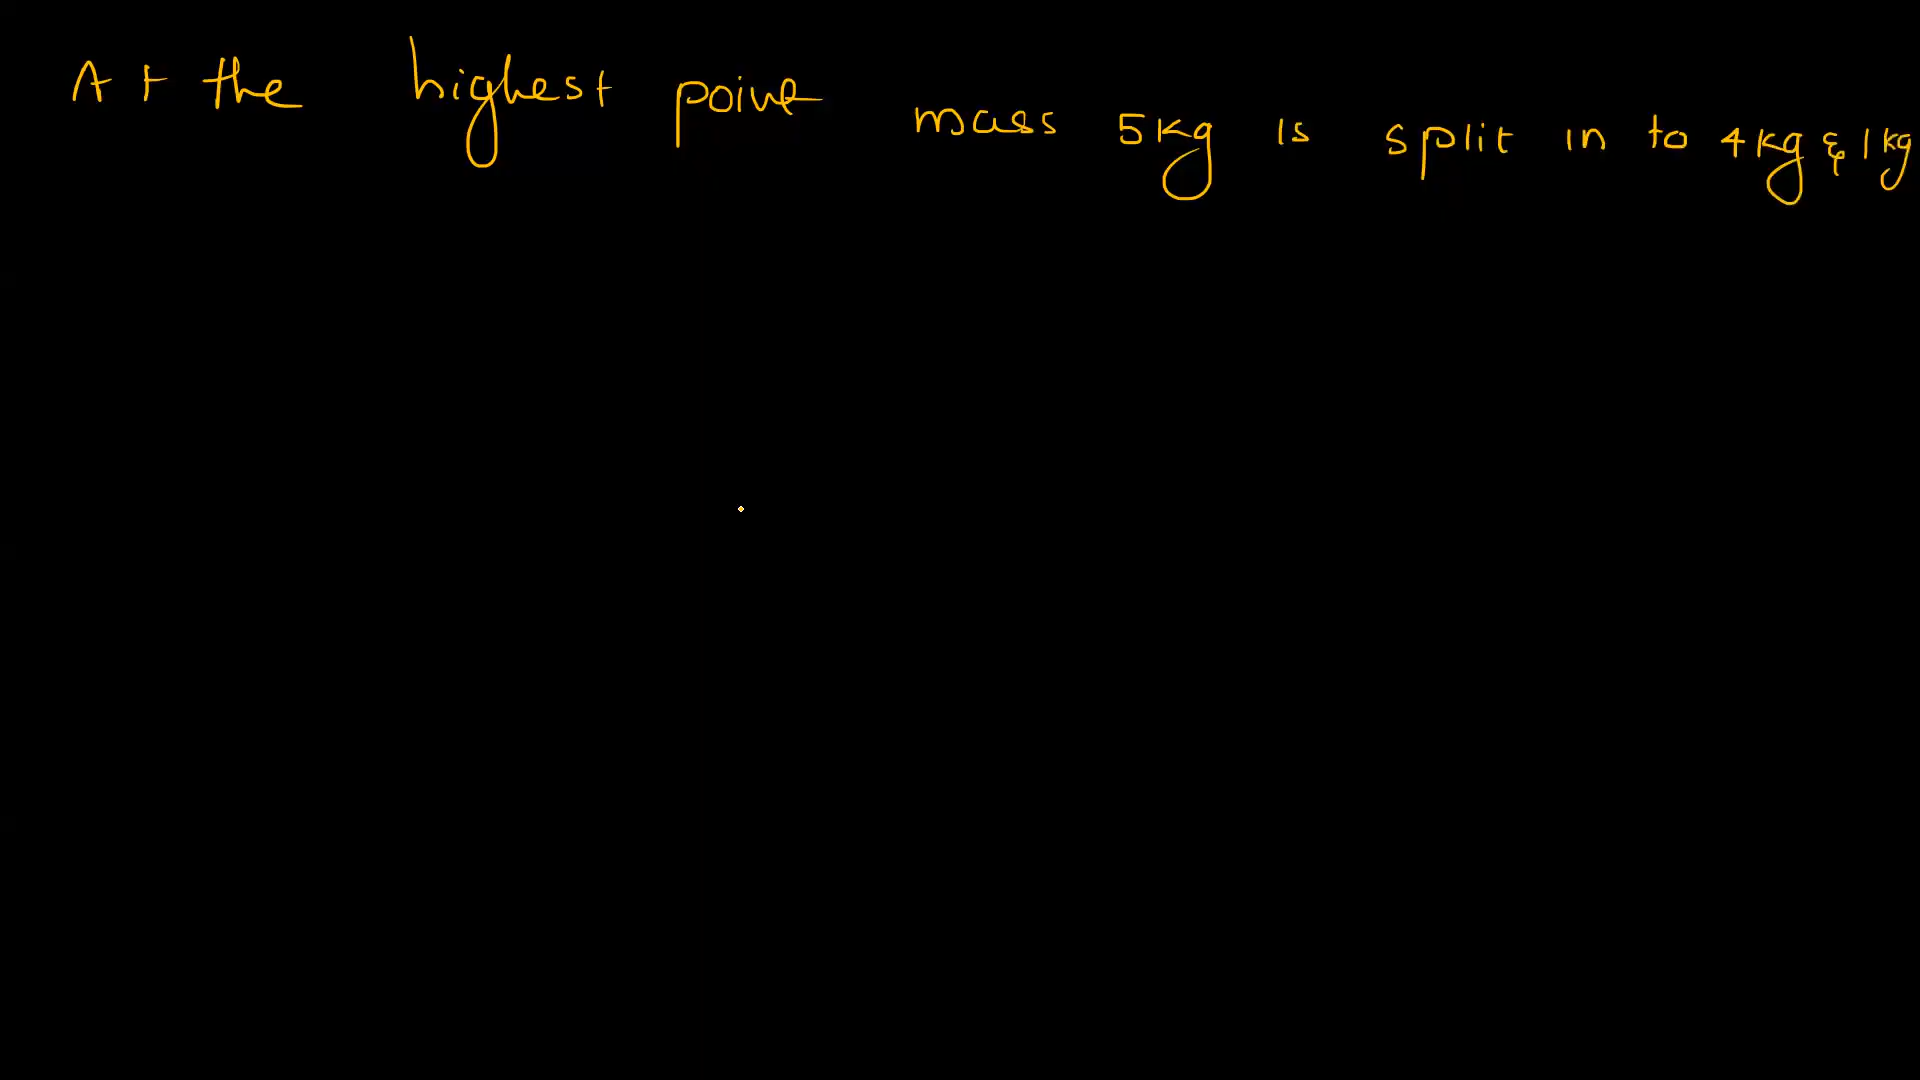 At the highest point mass 5kg is split in to 4kg & 1kg